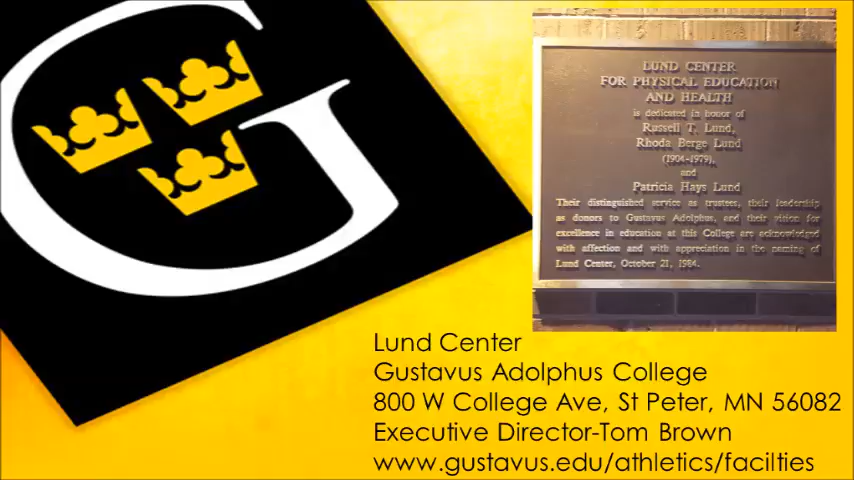 G
LUND CENTER
FOR PHYSICAL EDUCATION
AND HEALTH
is dedicated in honor of
Russell T. Lund,
Rhoda Berge Lund
(1904-1979),
and
Patricia Hays Lund
Their distinguished service as trustees, their leadership
as donors to Gustavus Adolphus, and their vision for
excellence in education at this College are acknowledged
with affection and with appreciation in the naming of
Lund Center, October 21, 1984.
Lund Center
Gustavus Adolphus College
800 W College Ave, St Peter, MN 56082
Executive Director-Tom Brown
www.gustavus.edu/athletics/facilties